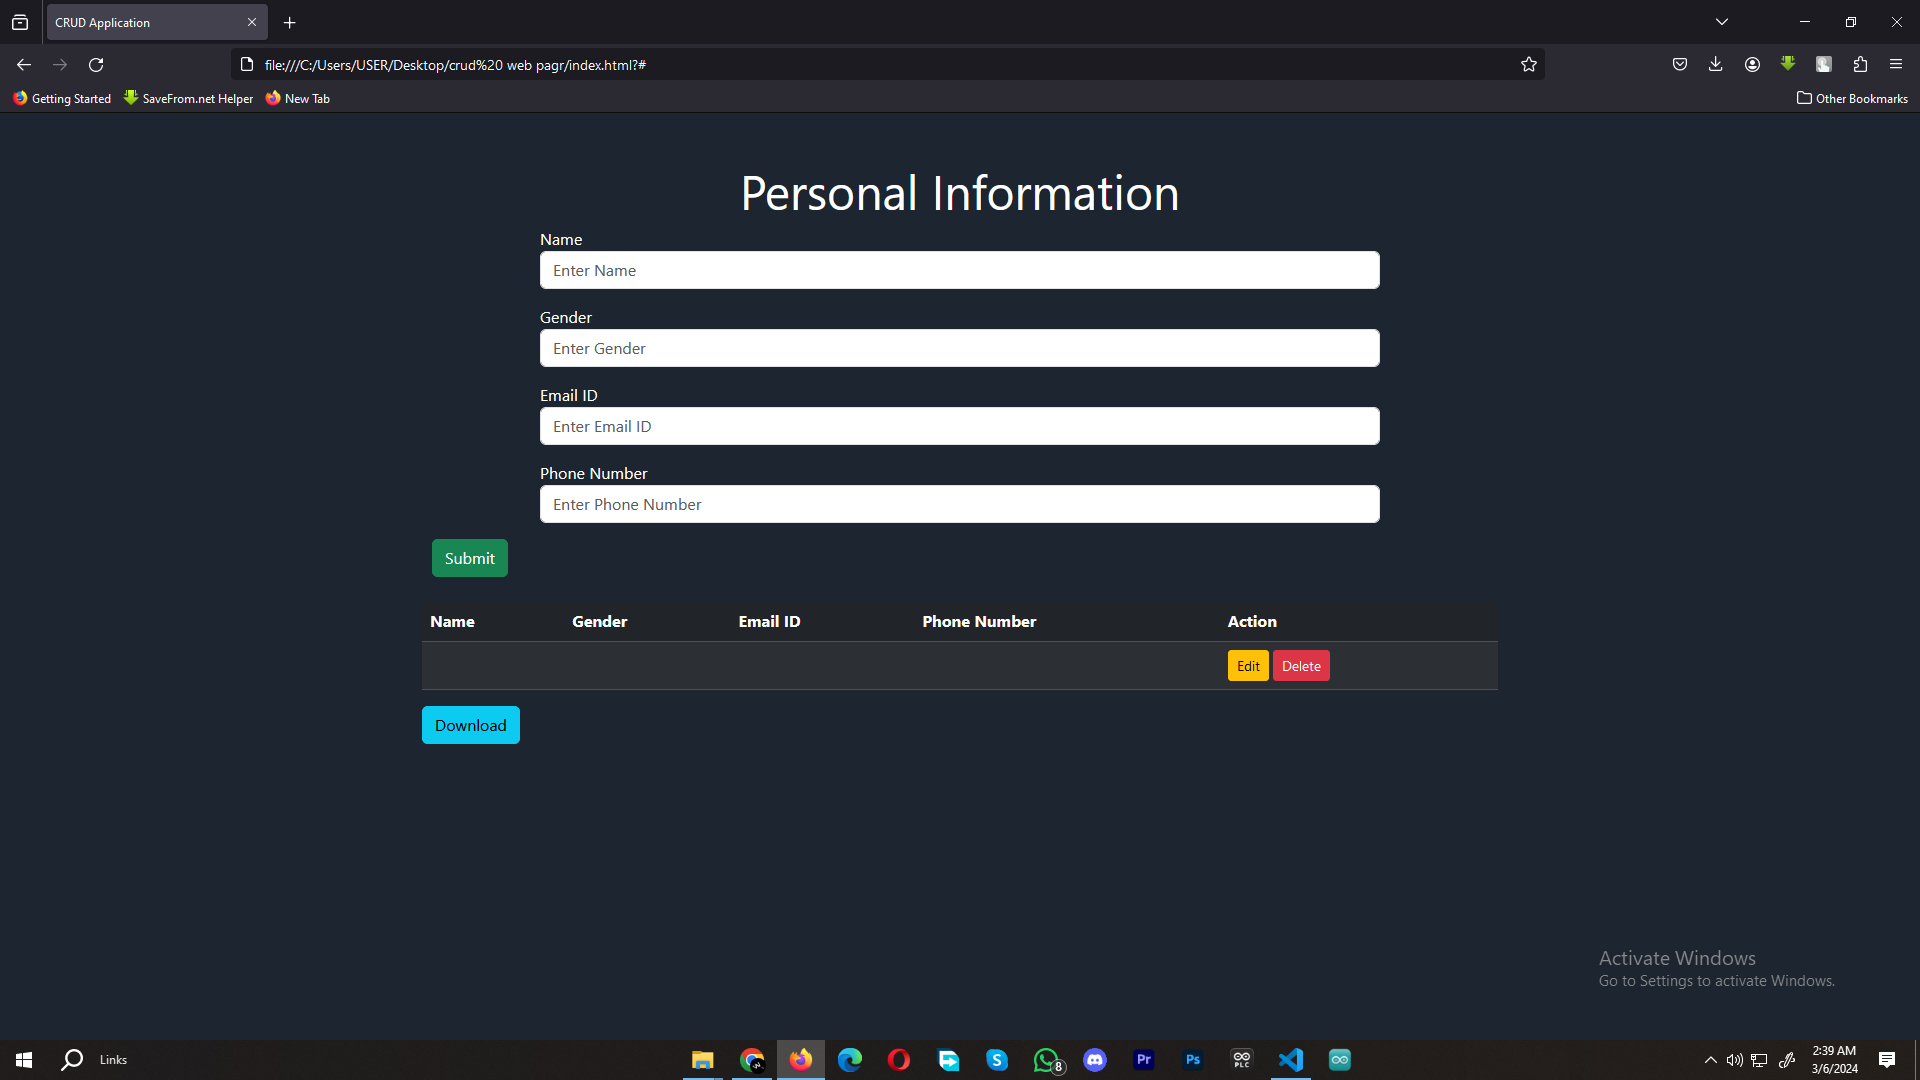 CRUD Application
file:///C:/Users/USER/Desktop/crud%20 web pagr/index.html?#
Getting Started
SaveFrom.net Helper
New Tab
Other Bookmarks
Personal Information
Name
Enter Name
Gender
Enter Gender
Email ID
Enter Email ID
Phone Number
Enter Phone Number
Submit
Name Gender Email ID Phone Number Action
Edit Delete
Download
Activate Windows
Go to Settings to activate Windows.
Links
S
8
Pr
Ps
PLC
2:39 AM
3/6/2024